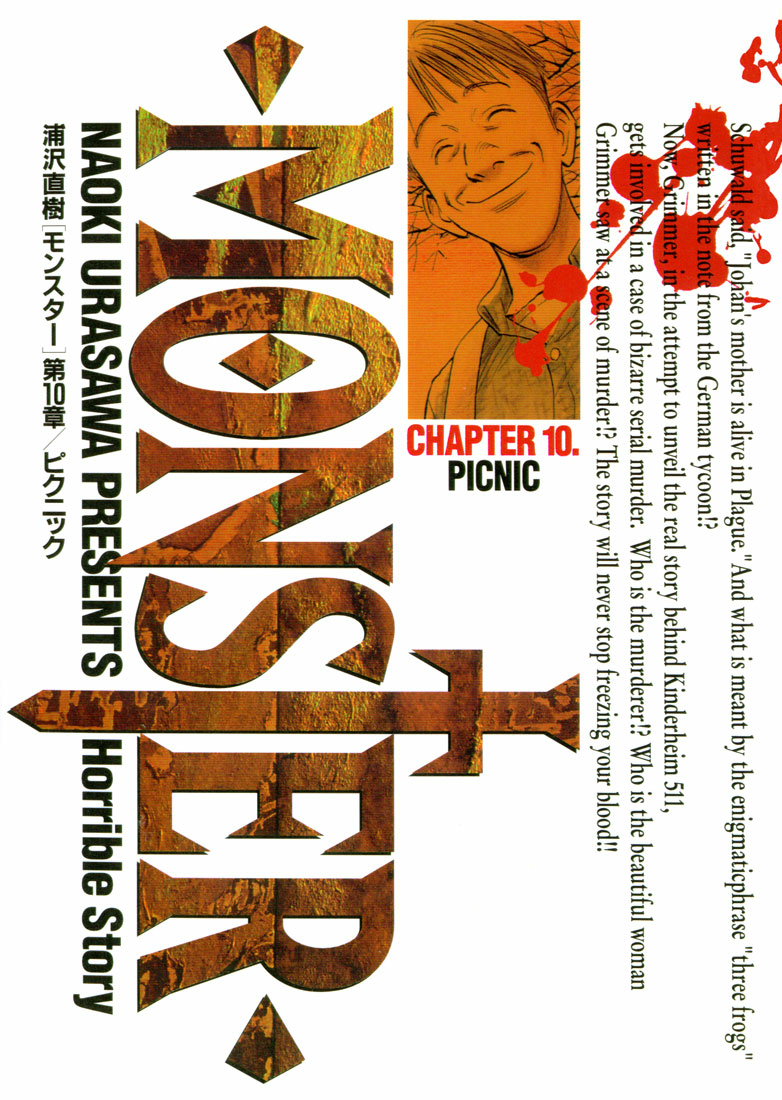 Schuwald said, "Johan's mother is alive in Plague." And what is meant by the enigmaticphrase "three frogs"
written in the note from the German tycoon!?
Now, Grimmer, in the attempt to unveil the real story behind Kinderheim 511,
gets involved in a case of bizarre serial murder. Who is the murderer!? Who is the beautiful woman
Grimmer saw at a scene of murder!? The story will never stop freezing your blood!!
CHAPTER 10.
PICNIC
MONSTER
NAOKI URASAWA PRESENTS Horrible Story
浦沢直樹[モンスター]第10章/ピクニック